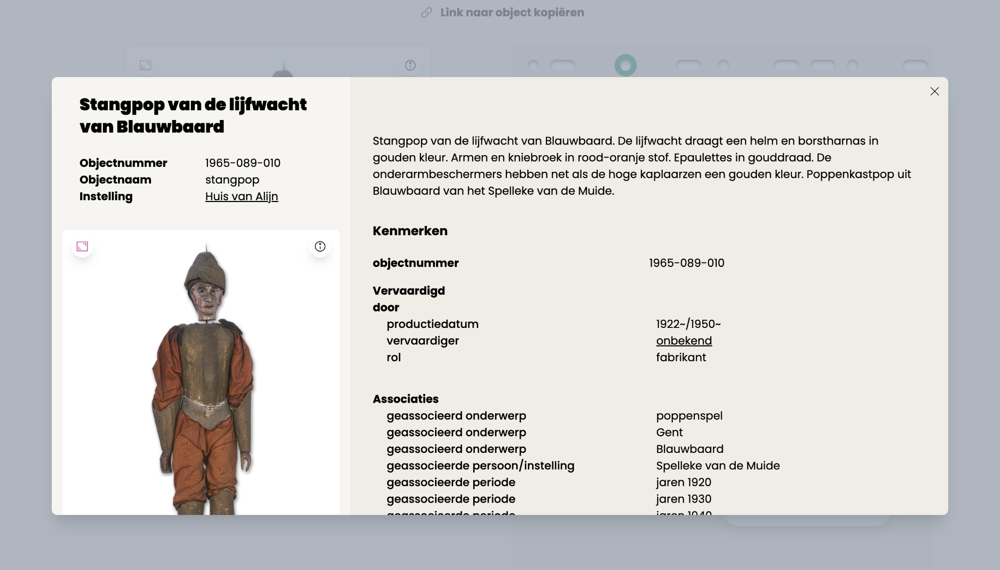 Link naar object kopiëren
Stangpop van de lijfwacht
van Blauwbaard
Objectnummer 1965-089-010
Objectnaam stangpop
Instelling Huis van Alijn
Stangpop van de lijfwacht van Blauwbaard. De lijfwacht draagt een helm en borstharnas in
gouden kleur. Armen en kniebroek in rood-oranje stof. Epaulettes in gouddraad. De
onderarmbeschermers hebben net als de hoge kaplaarzen een gouden kleur. Poppenkastpop uit
Blauwbaard van het Spelleke van de Muide.
Kenmerken
objectnummer 1965-089-010
Vervaardigd
door
productiedatum 1922~/1950~
vervaardiger onbekend
rol fabrikant
Associaties
geassocieerd onderwerp poppenspel
geassocieerd onderwerp Gent
geassocieerd onderwerp Blauwbaard
geassocieerde persoon/instelling Spelleke van de Muide
geassocieerde periode jaren 1920
geassocieerde periode jaren 1930
geassocieerde periode jaren 1940